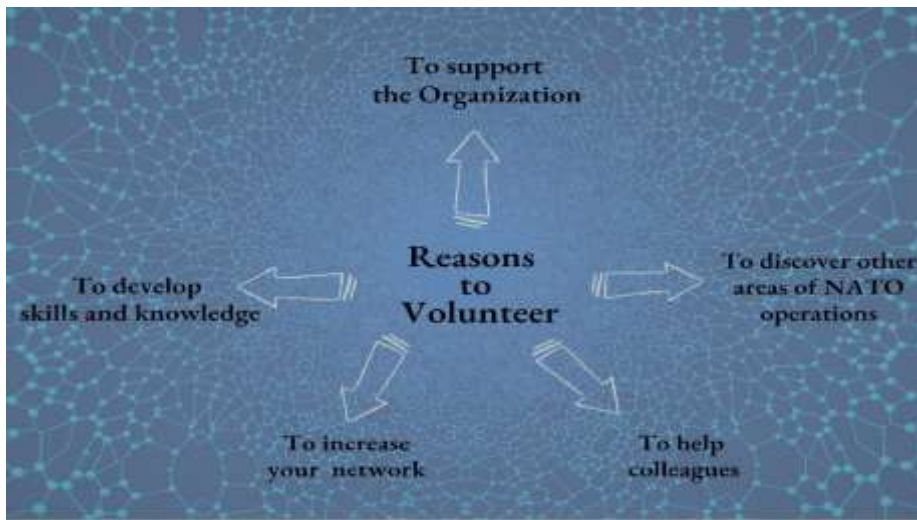 To support
the Organization
Reasons
to
Volunteer
To discover other
areas of NATO
operations
To develop
skills and knowledge
To increase
your network
To help
colleagues